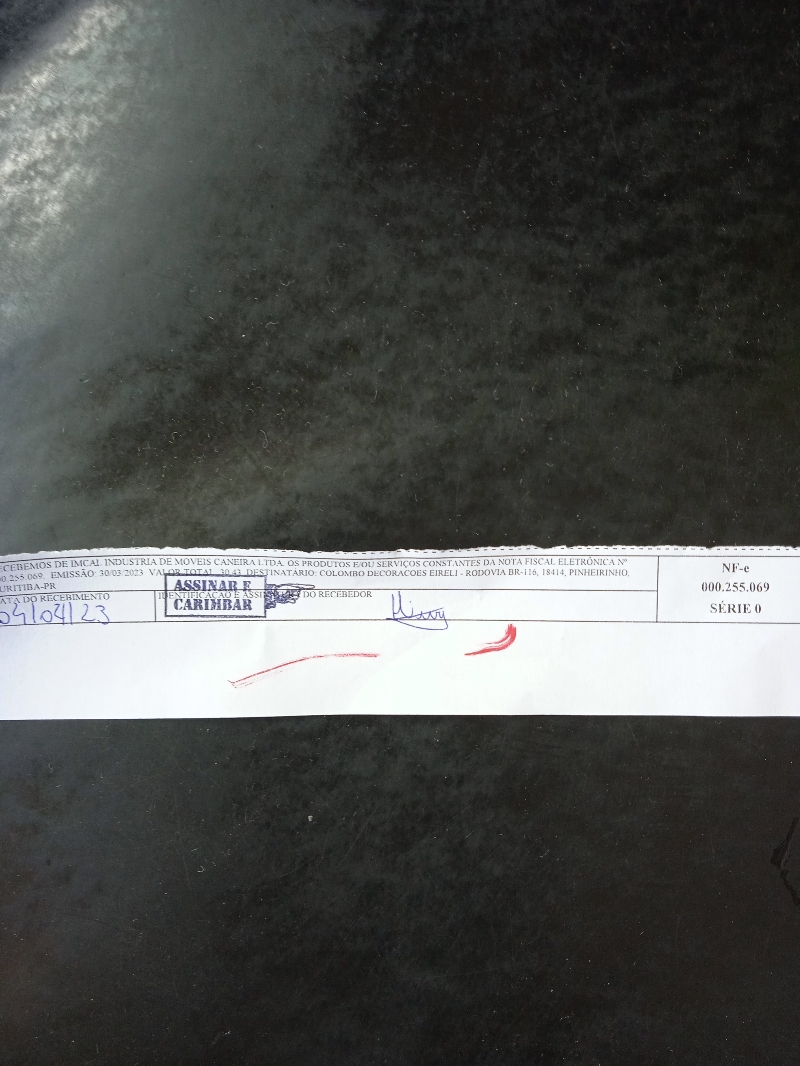 ECEBEMOS DE IMCAL INDUSTRIA DE MOVEIS CANEIRA LTDA. OS PRODUTOS E/OU SERVIÇOS CONSTANTES DA NOTA FISCAL ELETRÔNICA Nº
00.255.069. EMISSÃO: 30/03/2023 VALOR TOTAL: 30,43 DESTINATÁRIO: COLOMBO DECORACOES EIRELI - RODOVIA BR-116, 18414, PINHEIRINHO,
URITIBA-PR
ATA DO RECEBIMENTO
04/04/23
IDENTIFICAÇÃO E ASSI DO RECEBEDOR
ASSINAR E
CARIMBAR
NF-e
000.255.069
SÉRIE 0